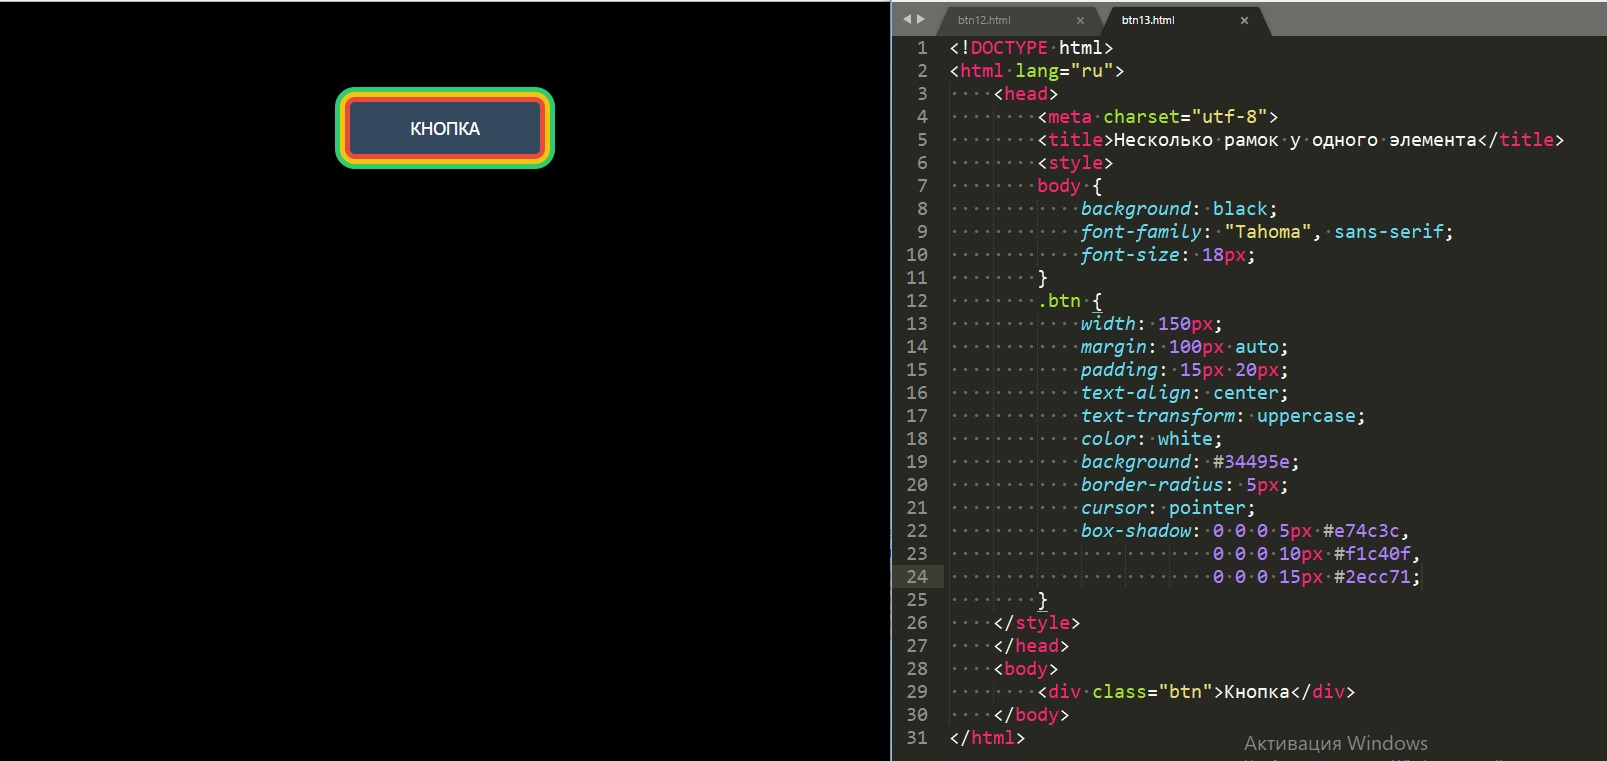 КНОПКА
btn12.html
btn13.html
1 <!DOCTYPE html>
2 <html lang="ru">
3 <head>
4 <meta charset="utf-8">
5 <title>Несколько рамок у одного элемента</title>
6 <style>
7 body {
8 background: black;
9 font-family: "Tahoma", sans-serif;
10 font-size: 18px;
11 }
12 .btn {
13 width: 150px;
14 margin: 100px auto;
15 padding: 15px 20px;
16 text-align: center;
17 text-transform: uppercase;
18 color: white;
19 background: #34495e;
20 border-radius: 5px;
21 cursor: pointer;
22 box-shadow: 0 0 0 5px #e74c3c,
23 0 0 0 10px #f1c40f,
24 0 0 0 15px #2ecc71;
25 }
26 </style>
27 </head>
28 <body>
29 <div class="btn">Кнопка</div>
30 </body>
31 </html>
Активация Windows